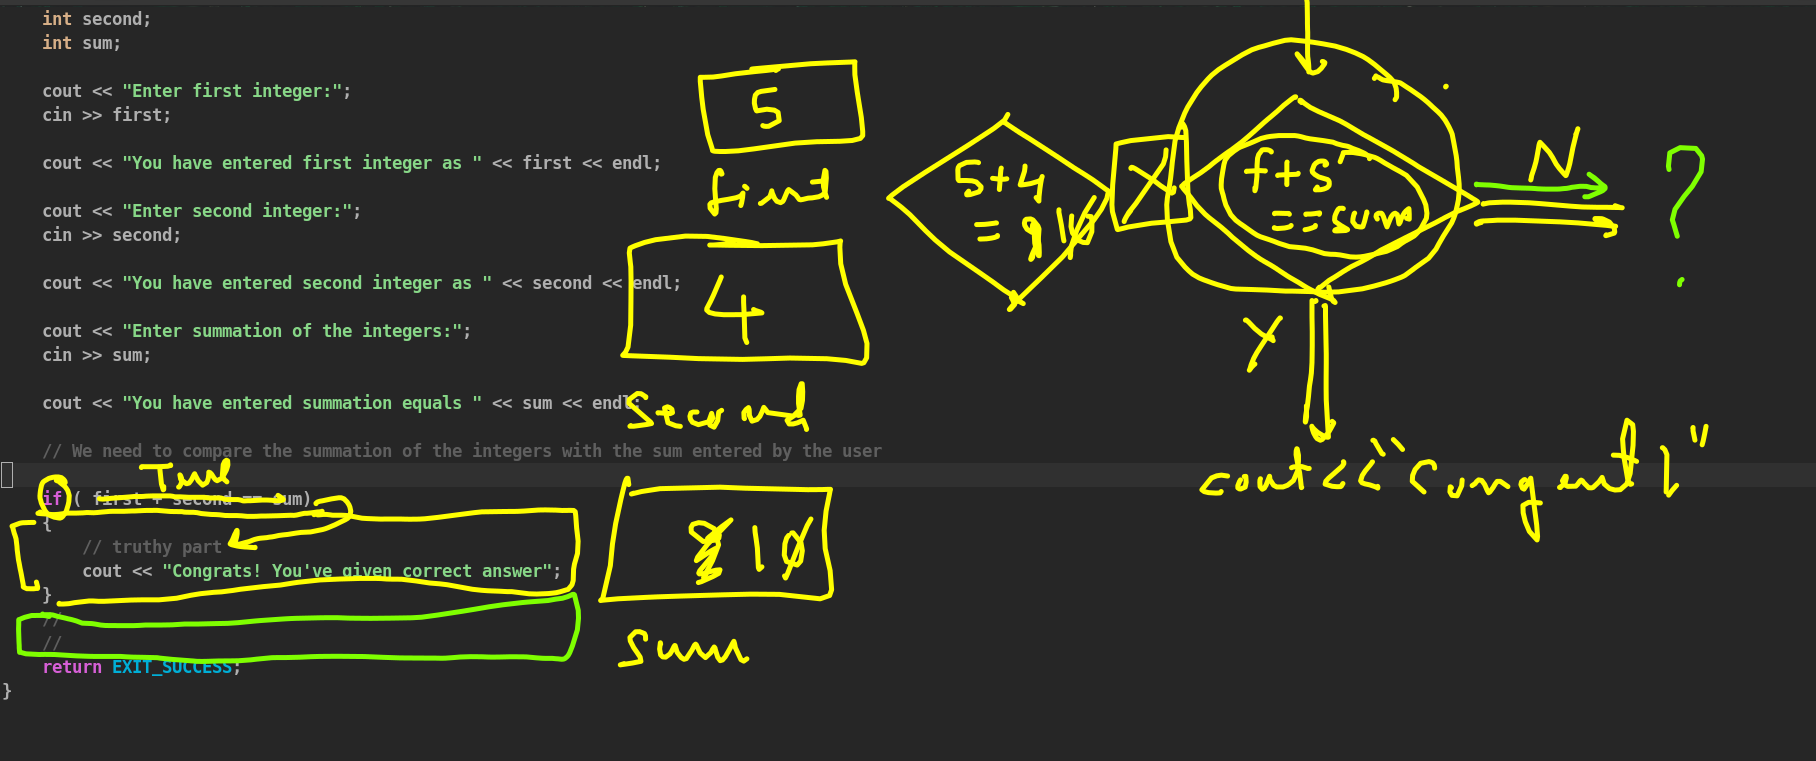 int second;
int sum;
cout << "Enter first integer:";
cin >> first;
cout << "You have entered first integer as " << first << endl;
cout << "Enter second integer:";
cin >> second;
cout << "You have entered second integer as " << second << endl;
cout << "Enter summation of the integers:";
cin >> sum;
cout << "You have entered summation equals " << sum << endl;
// We need to compare the summation of the integers with the sum entered by the user
if ( first + second == sum)
{
// truthy part
cout << "Congrats! You've given correct answer";
}
//
//
return EXIT_SUCCESS;
}
5
first
4
second
10
sum
True
5+4
= 9
f+s
==sum
N
?
Y
cout <<